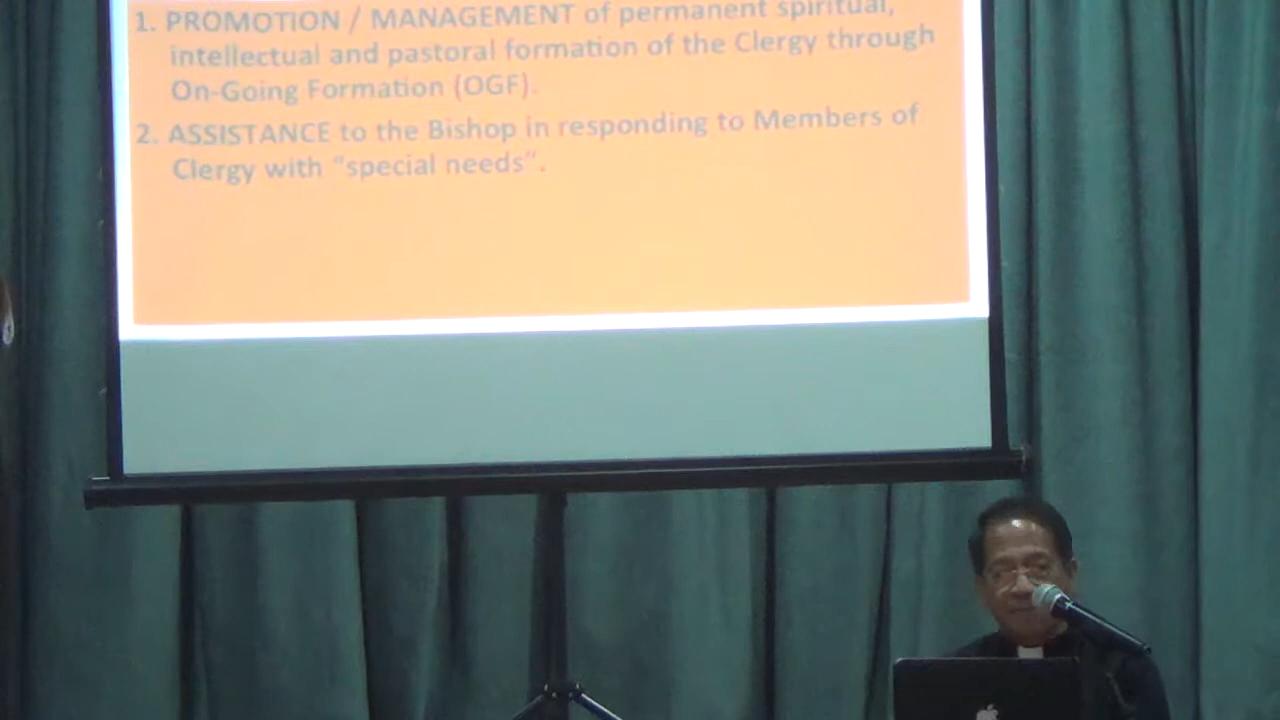 1. PROMOTION / MANAGEMENT of permanent spiritual,
intellectual and pastoral formation of the Clergy through
On-Going Formation (OGF).
2. ASSISTANCE to the Bishop in responding to Members of
Clergy with “special needs”.